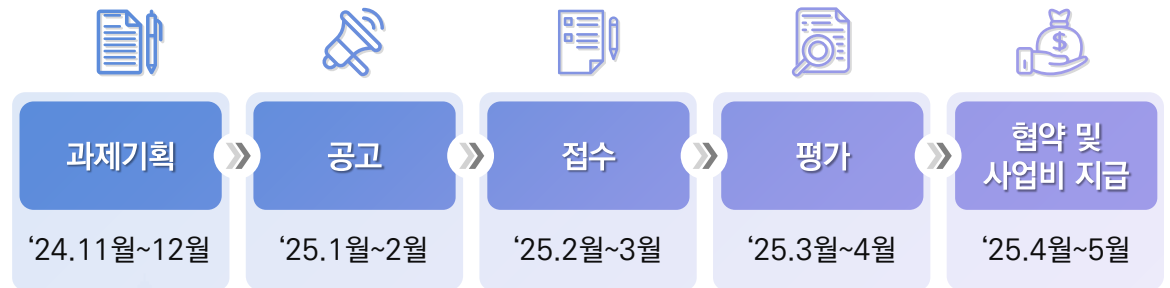 과제기획
공고
접수
평가
협약 및
사업비 지급
‘24.11월~12월
‘25.1월~2월
‘25.2월~3월
‘25.3월~4월
‘25.4월~5월